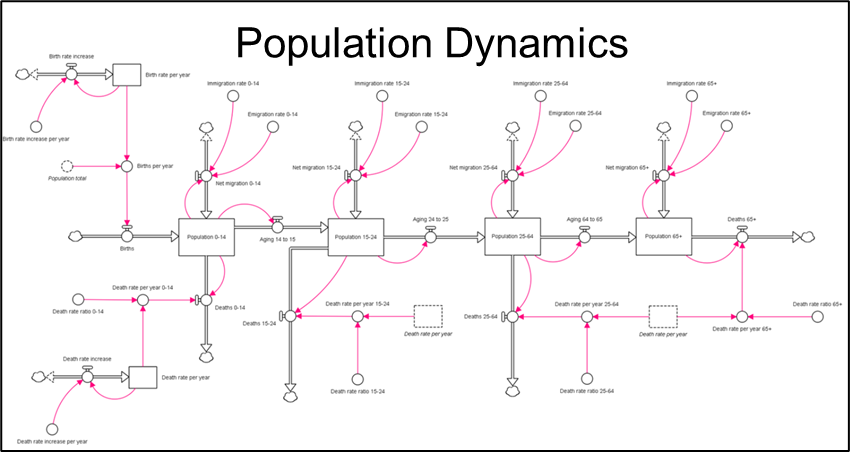 Population Dynamics
Birth rate increase
Birth rate per year
Birth rate increase per year
Population total
Births per year
Births
Immigration rate 0-14
Emigration rate 0-14
Net migration 0-14
Population 0-14
Aging 14 to 15
Immigration rate 15-24
Emigration rate 15-24
Net migration 15-24
Population 15-24
Aging 24 to 25
Immigration rate 25-64
Emigration rate 25-64
Net migration 25-64
Population 25-64
Aging 64 to 65
Immigration rate 65+
Emigration rate 65+
Net migration 65+
Population 65+
Deaths 65+
Death rate per year 0-14
Death ratio 0-14
Deaths 0-14
Deaths 15-24
Death rate per year 15-24
Death rate per year
Death ratio 15-24
Deaths 25-64
Death rate per year 25-64
Death rate per year
Death rate per year 65+
Death ratio 65+
Death ratio 25-64
Death rate increase
Death rate per year
Death rate increase per year